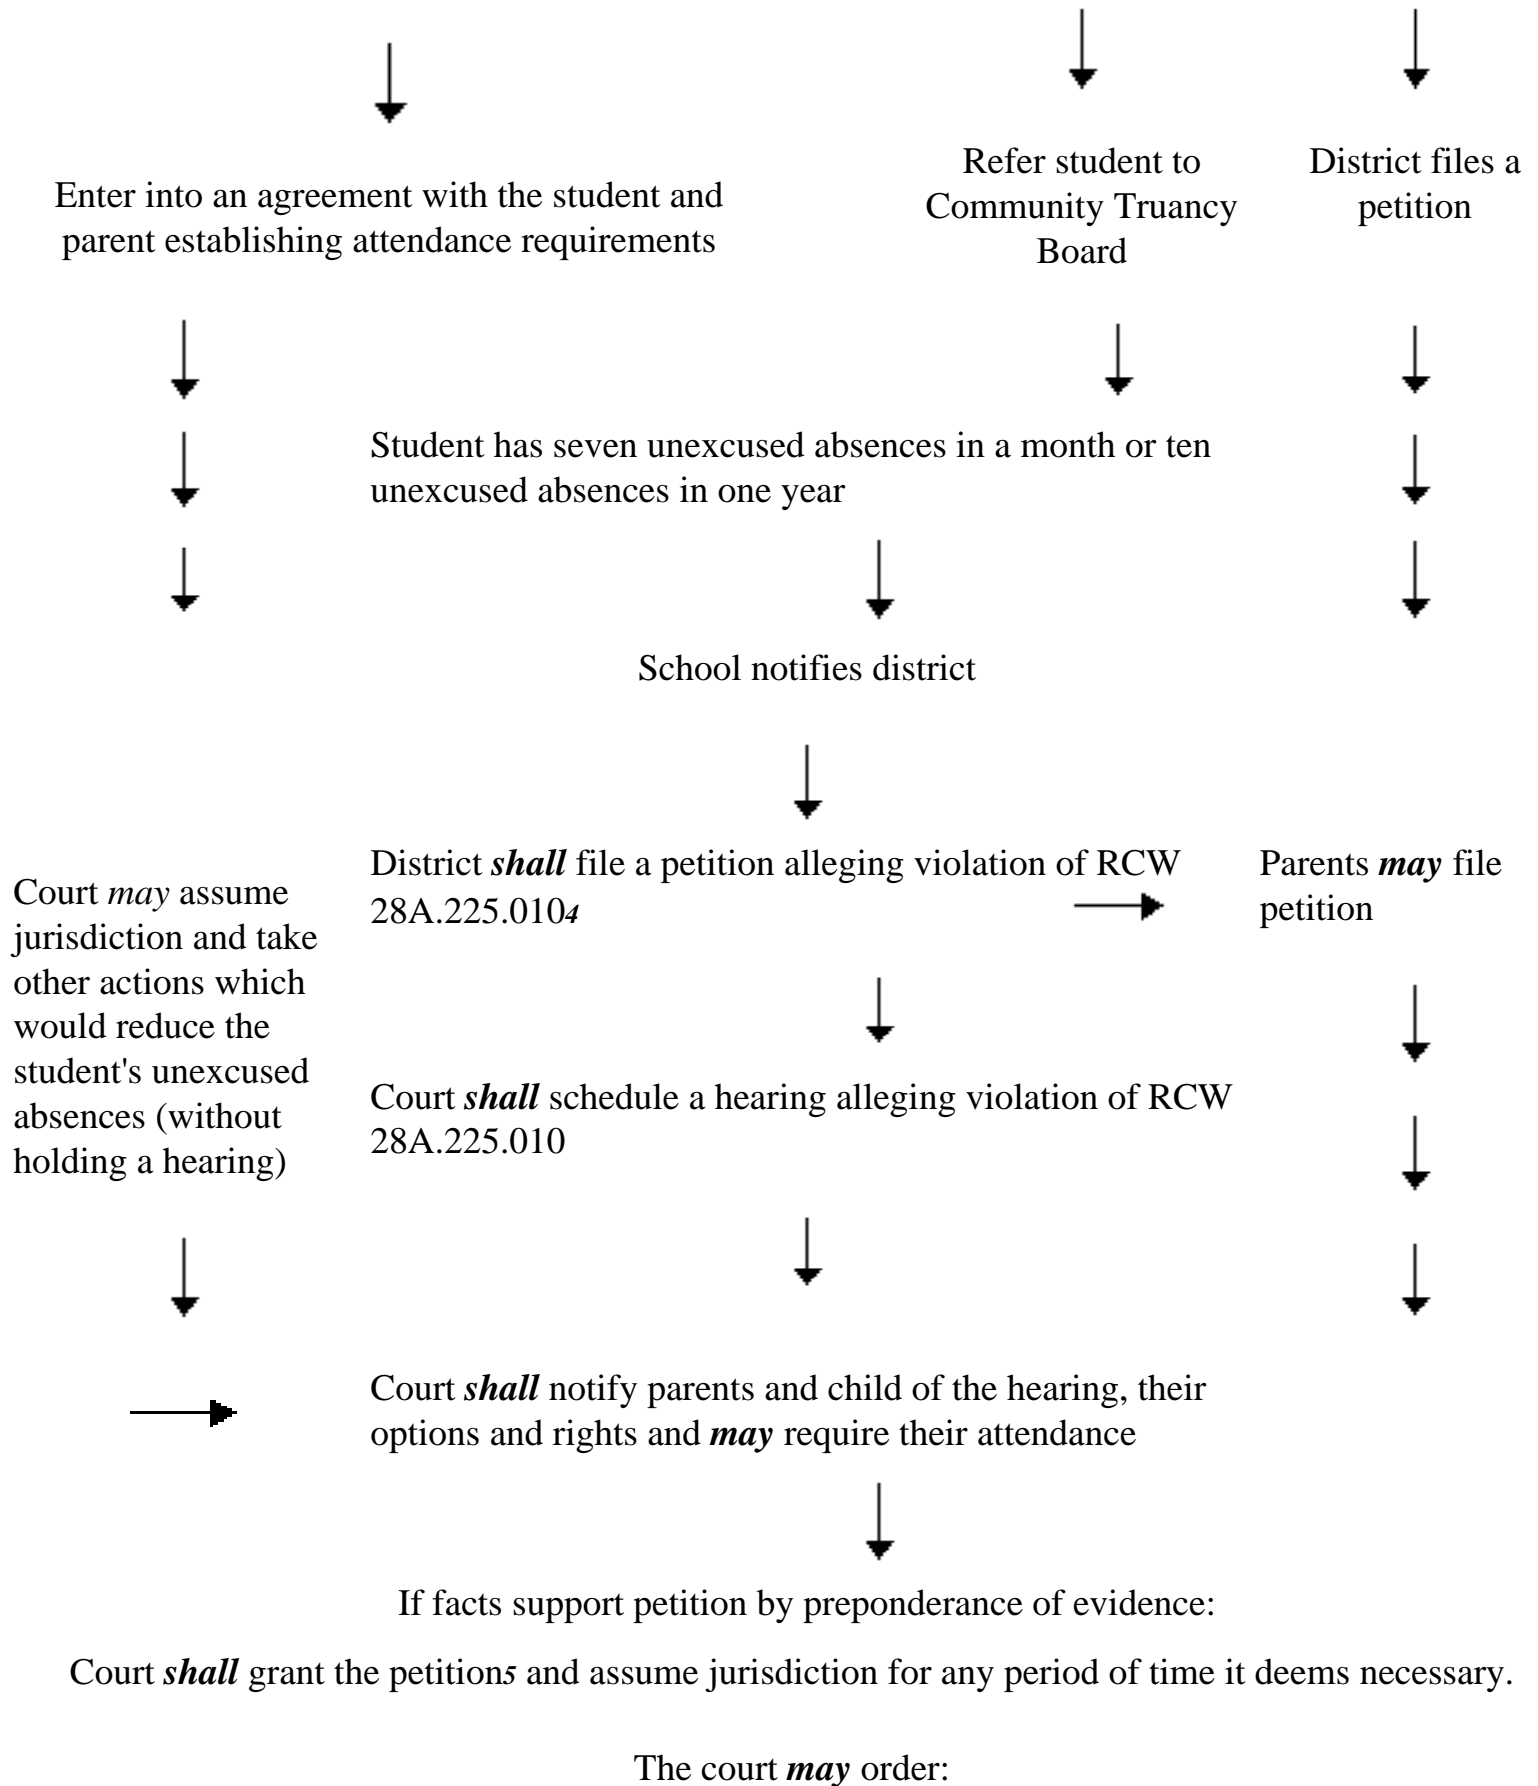 Enter into an agreement with the student and
parent establishing attendance requirements
Refer student to
Community Truancy
Board
District files a
petition
Student has seven unexcused absences in a month or ten
unexcused absences in one year
School notifies district
Court may assume
jurisdiction and take
other actions which
would reduce the
student's unexcused
absences (without
holding a hearing)
District shall file a petition alleging violation of RCW
28A.225.0104
Parents may file
petition
Court shall schedule a hearing alleging violation of RCW
28A.225.010
Court shall notify parents and child of the hearing, their
options and rights and may require their attendance
If facts support petition by preponderance of evidence:
Court shall grant the petition5 and assume jurisdiction for any period of time it deems necessary.
The court may order: